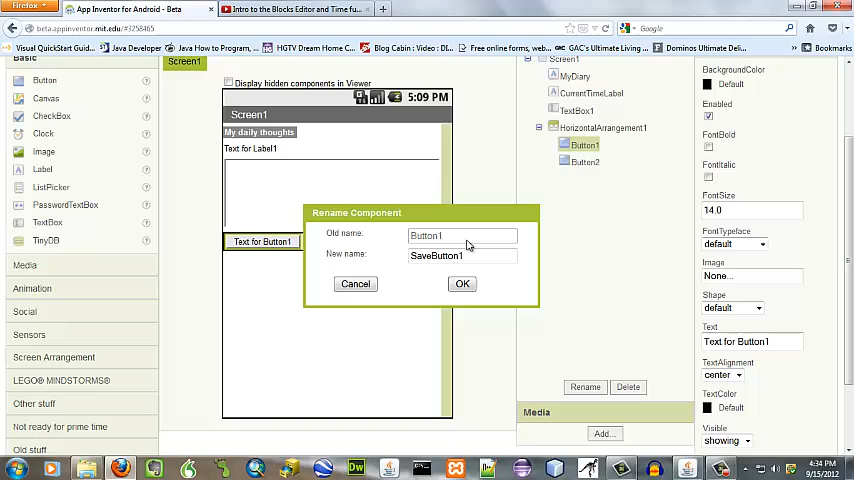 App Inventor for Android - Beta
Intro to the Blocks Editor and Time fu...
beta.appinventor.mit.edu/#3258465
Google
Visual QuickStart Guid...
Java How to Program, ...
HGTV Dream Home C...
Blog Cabin : Video : DI...
Free online forms, web...
GAC's Ultimate Living ...
Dominos Ultimate Deli...
Bookmarks
Basic
Button
Canvas
CheckBox
Clock
Image
Label
ListPicker
PasswordTextBox
TextBox
TinyDB
Media
Animation
Social
Sensors
Screen Arrangement
LEGO® MINDSTORMS®
Other stuff
Not ready for prime time
Old stuff
Screen1
Display hidden components in Viewer
5:09 PM
Screen1
My daily thoughts
Text for Label1
Text for Button1
Rename Component
Old name:
Button1
New name:
SaveButton1
Cancel
OK
Screen1
MyDiary
CurrentTimeLabel
TextBox1
HorizontalArrangement1
Button1
Button2
Rename
Delete
Media
Add...
BackgroundColor
Default
Enabled
FontBold
FontItalic
FontSize
14.0
FontTypeface
default
Image
None...
Shape
default
Text
Text for Button1
TextAlignment
center
TextColor
Default
Visible
showing
Dw
4:34 PM
9/15/2012